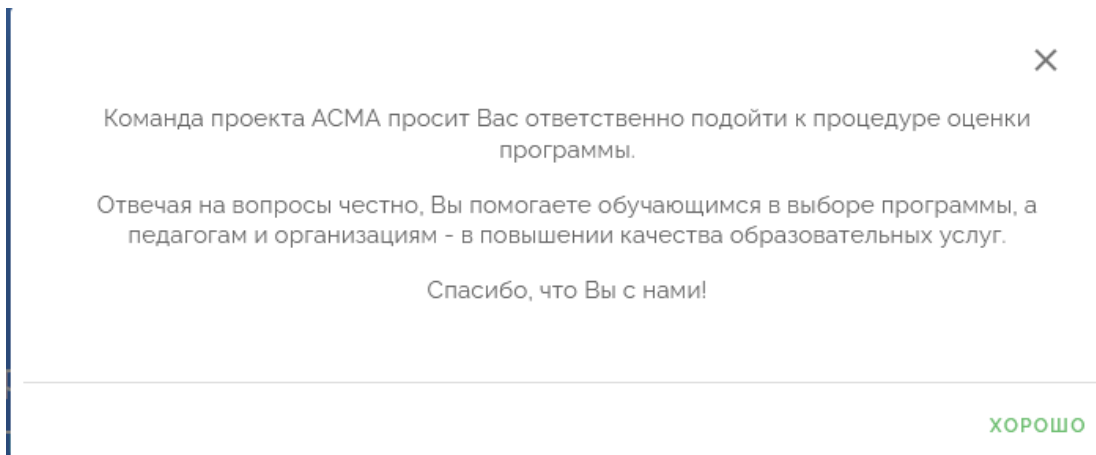 Команда проекта АСМА просит Вас ответственно подойти к процедуре оценки
программы.
Отвечая на вопросы честно, Вы помогаете обучающимся в выборе программы, а
педагогам и организациям - в повышении качества образовательных услуг.
Спасибо, что Вы с нами!
ХОРОШО